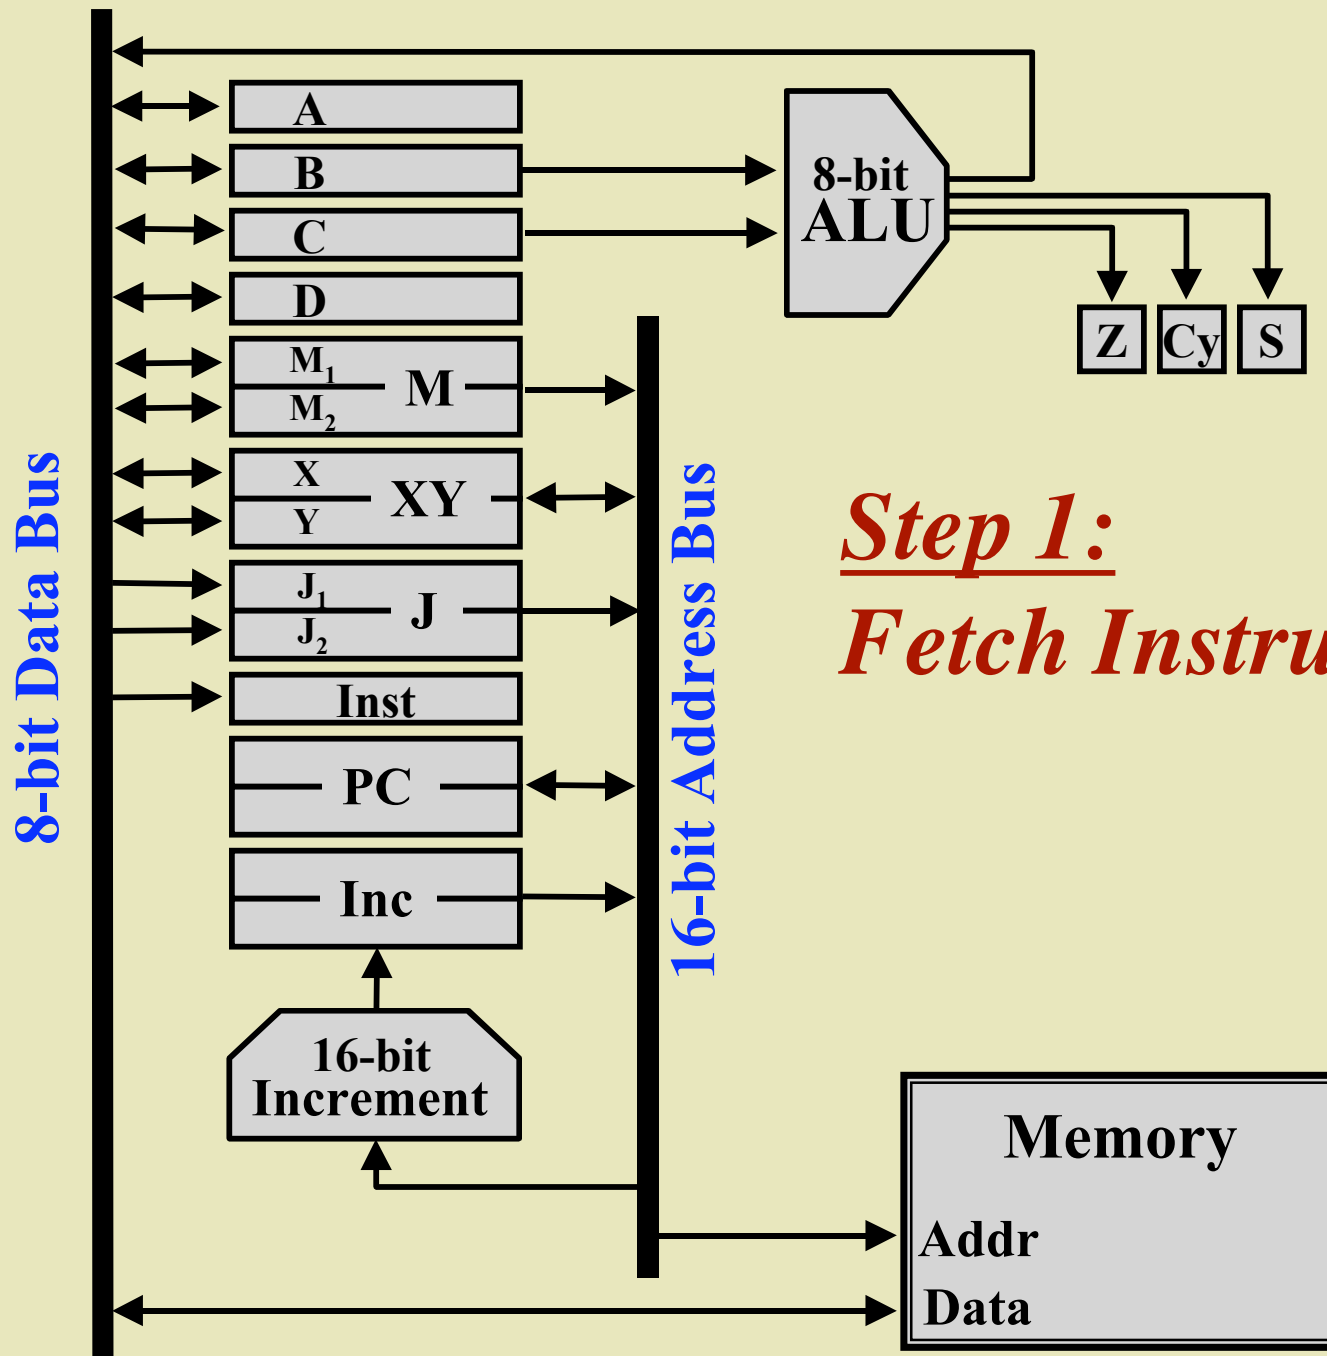 A
B
C
D
M1
M2
M
X
Y
XY
J1
J2
J
Inst
PC
Inc
16-bit
Increment
8-bit Data Bus
16-bit Address Bus
8-bit
ALU
Z
Cy
S
Step 1:
Fetch Instru
Memory
Addr
Data